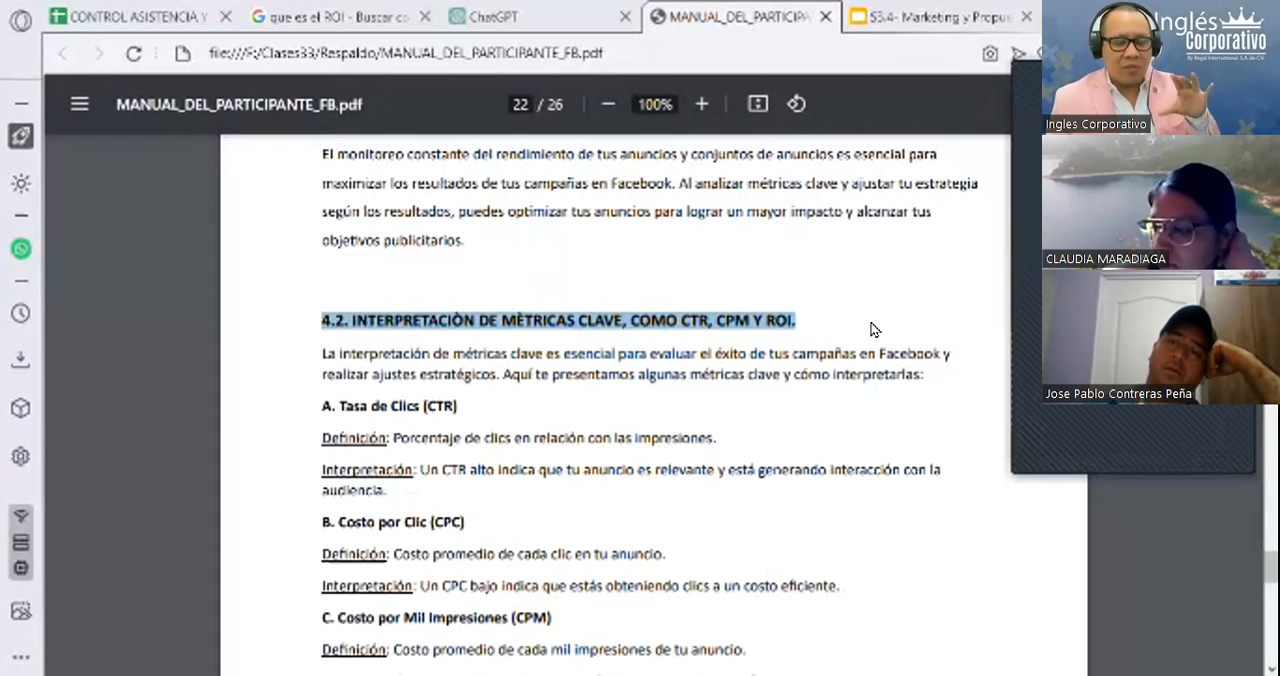 CONTROL ASISTENCIA Y
que es el ROI - Buscar co
ChatGPT
MANUAL_DEL_PARTICIPA
S3.4- Marketing y Propue
file:///F:/Clases33/Respaldo/MANUAL_DEL_PARTICIPANTE_FB.pdf
MANUAL_DEL_PARTICIPANTE_FB.pdf
22 / 26
100%
El monitoreo constante del rendimiento de tus anuncios y conjuntos de anuncios es esencial para
maximizar los resultados de tus campañas en Facebook. Al analizar métricas clave y ajustar tu estrategia
según los resultados, puedes optimizar tus anuncios para lograr un mayor impacto y alcanzar tus
objetivos publicitarios.
4.2. INTERPRETACIÒN DE MÈTRICAS CLAVE, COMO CTR, CPM Y ROI.
La interpretación de métricas clave es esencial para evaluar el éxito de tus campañas en Facebook y
realizar ajustes estratégicos. Aquí te presentamos algunas métricas clave y cómo interpretarlas:
A. Tasa de Clics (CTR)
Definición: Porcentaje de clics en relación con las impresiones.
Interpretación: Un CTR alto indica que tu anuncio es relevante y está generando interacción con la
audiencia.
B. Costo por Clic (CPC)
Definición: Costo promedio de cada clic en tu anuncio.
Interpretación: Un CPC bajo indica que estás obteniendo clics a un costo eficiente.
C. Costo por Mil Impresiones (CPM)
Definición: Costo promedio de cada mil impresiones de tu anuncio.
Inglés
Corporativo
By Regal International, S.A. de C.V.
Ingles Corporativo
CLAUDIA MARADIAGA
Jose Pablo Contreras Peña